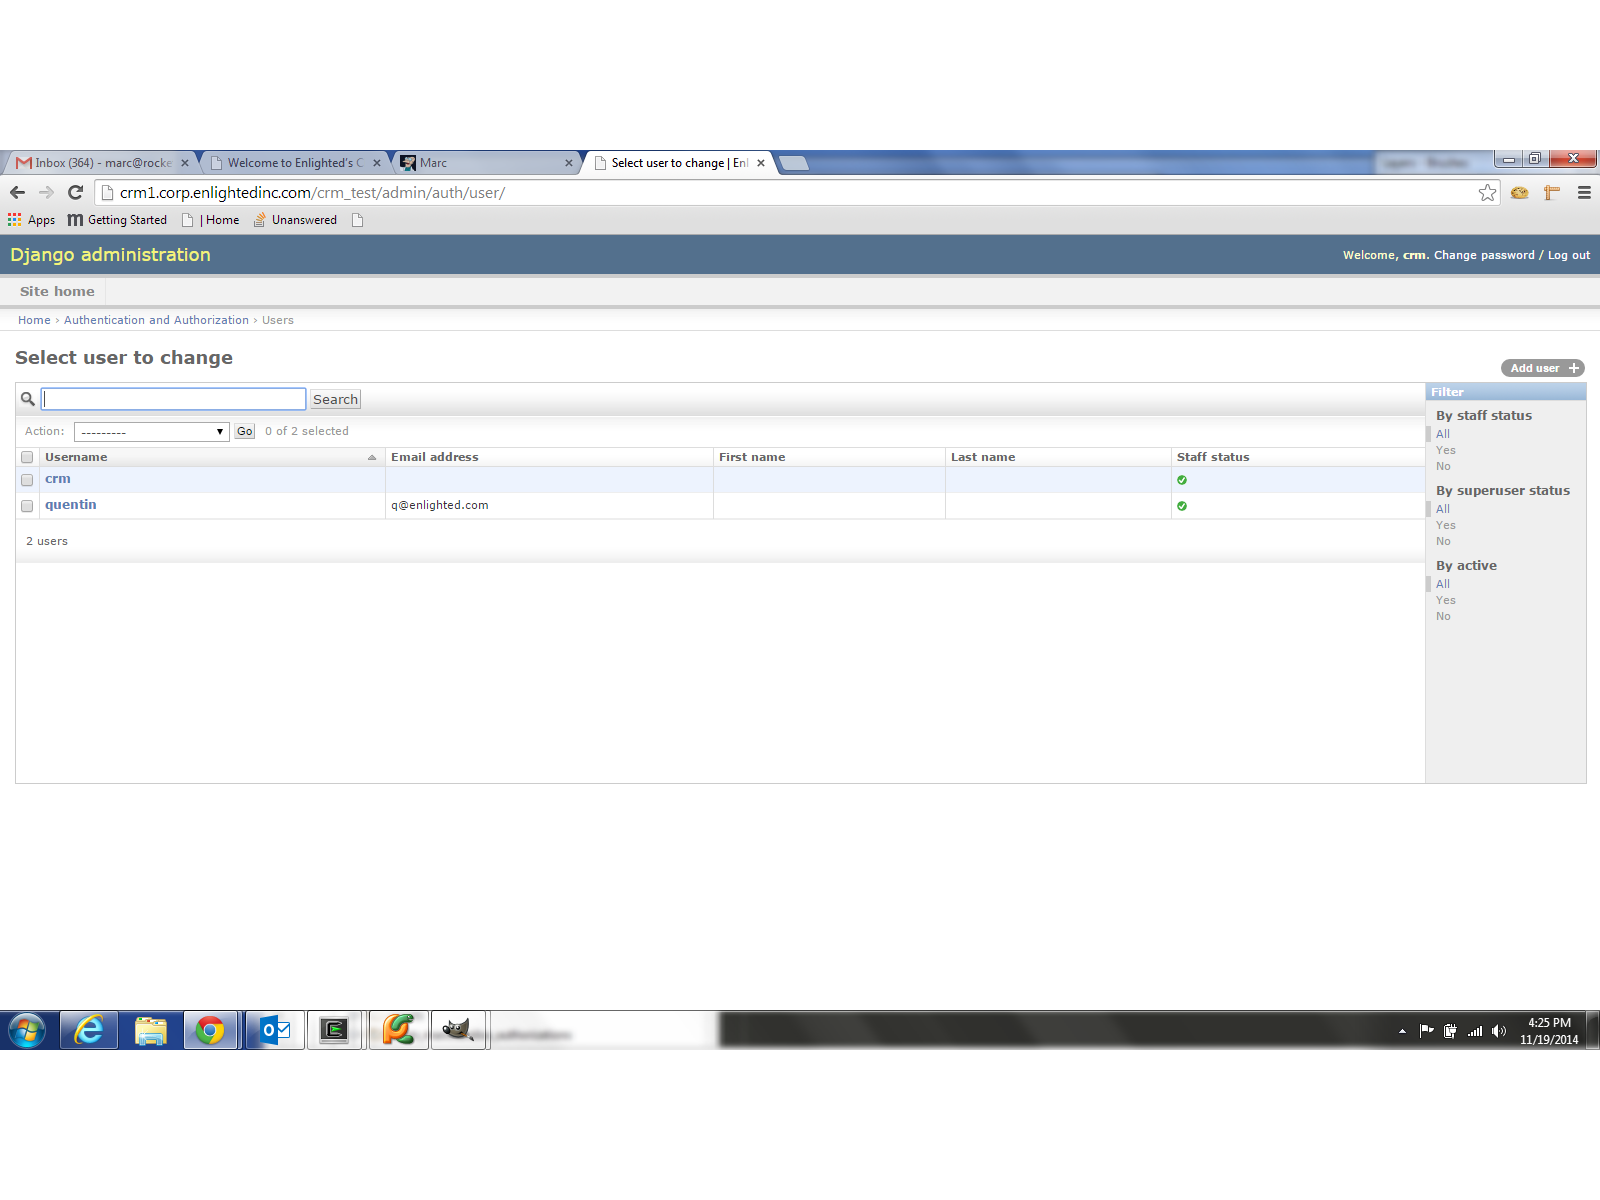 Inbox (364) - marc@rocke
Welcome to Enlighted's C
Marc
Select user to change | Enl
crm1.corp.enlightedinc.com/crm_test/admin/auth/user/
Apps
Getting Started
| Home
Unanswered
Django administration
Welcome, crm. Change password / Log out
Site home
Home › Authentication and Authorization › Users
Select user to change
Add user +
Search
Filter
By staff status
All
Yes
No
By superuser status
All
Yes
No
By active
All
Yes
No
Action: --------- Go 0 of 2 selected
Username Email address First name Last name Staff status
crm
quentin q@enlighted.com
2 users
4:25 PM
11/19/2014